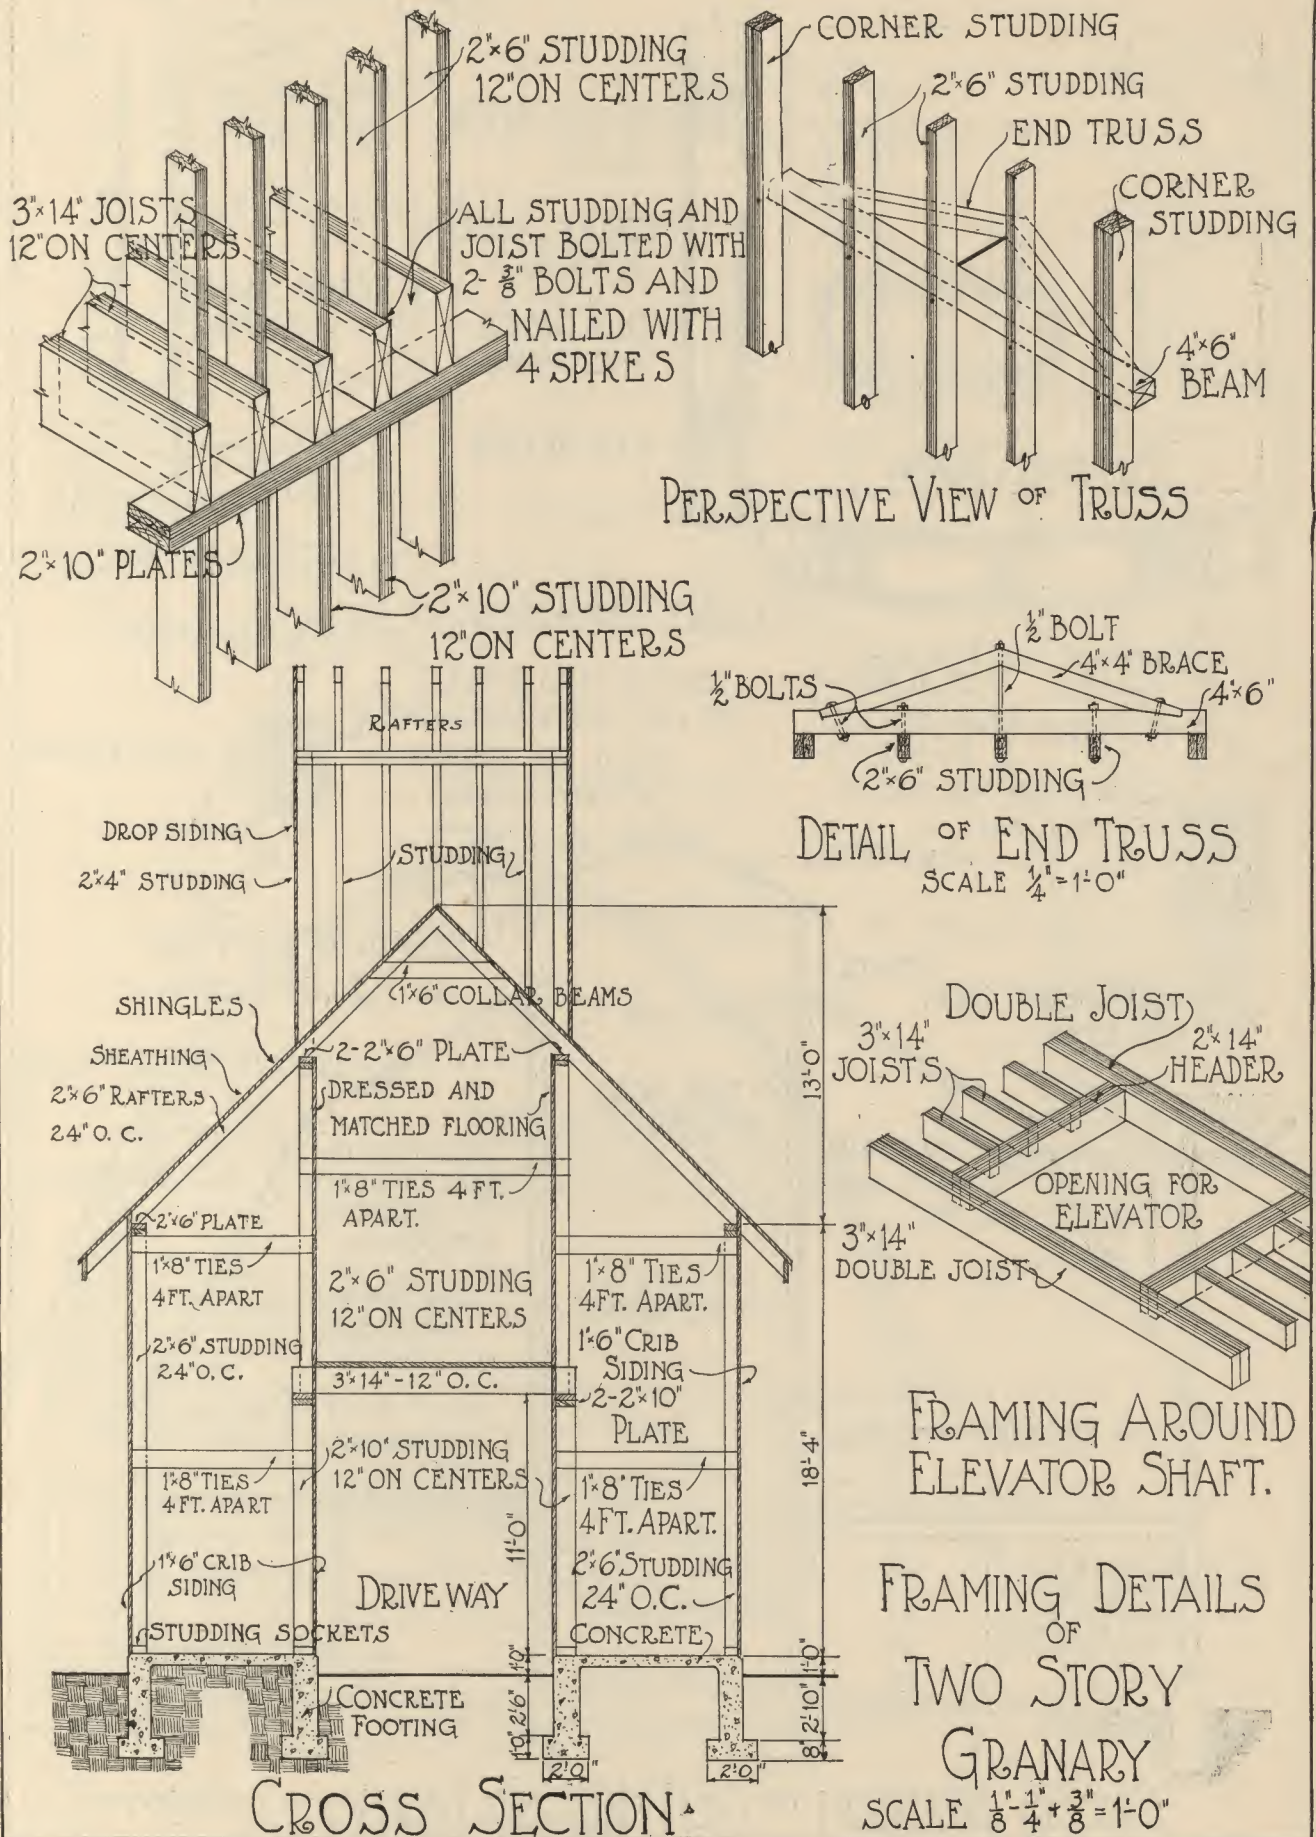 2"×6" STUDDING
12" ON CENTERS
3"×14" JOISTS
12" ON CENTERS
ALL STUDDING AND
JOIST BOLTED WITH
2- 3/8" BOLTS AND
NAILED WITH
4 SPIKES
2"×10" PLATES
2"×10" STUDDING
12" ON CENTERS
CORNER STUDDING
2"×6" STUDDING
END TRUSS
CORNER
STUDDING
4"×6"
BEAM
PERSPECTIVE VIEW OF TRUSS
1/2" BOLT
4"×4" BRACE
1/2" BOLTS
4"×6"
2"×6" STUDDING
DETAIL OF END TRUSS
SCALE 1/4" = 1'-0"
RAFTERS
DROP SIDING
2"×4" STUDDING
STUDDING
1"×6" COLLAR BEAMS
SHINGLES
SHEATHING
2"×6" RAFTERS
24" O. C.
2-2"×6" PLATE
DRESSED AND
MATCHED FLOORING
1"×8" TIES 4 FT.
APART.
2"×6" PLATE
1"×8" TIES
4 FT. APART
2"×6" STUDDING
12" ON CENTERS
1"×8" TIES
4 FT. APART.
2"×6" STUDDING
24" O. C.
1"×6" CRIB
SIDING
3"×14"-12" O. C.
2-2"×10"
PLATE
2"×10" STUDDING
12" ON CENTERS
1"×8" TIES
4 FT. APART
1"×8" TIES
4 FT. APART.
1"×6" CRIB
SIDING
DRIVEWAY
2"×6" STUDDING
24" O.C.
STUDDING SOCKETS
CONCRETE
CONCRETE
FOOTING
13'-0"
18'-4"
11'-0"
1'-0"
2'6"
1'0"
1'-0"
2'-10"
8"
2'0"
2'0"
CROSS SECTION
DOUBLE JOIST
3"×14"
JOISTS
2"×14"
HEADER
OPENING FOR
ELEVATOR
3"×14"
DOUBLE JOIST
FRAMING AROUND
ELEVATOR SHAFT.
FRAMING DETAILS
OF
TWO STORY
GRANARY
SCALE 1/8"-1/4"+3/8"=1'-0"